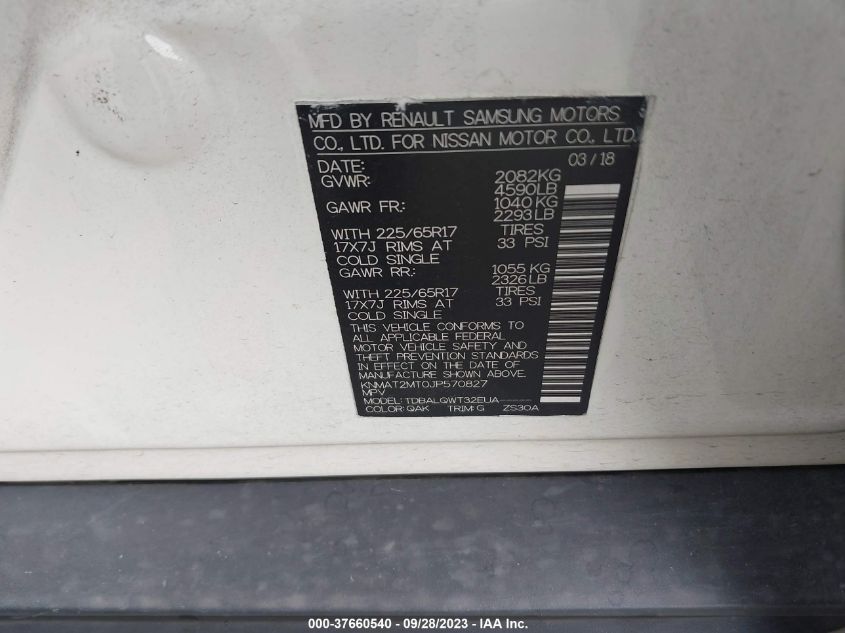 MFD BY RENAULT SAMSUNG MOTORS
CO., LTD. FOR NISSAN MOTOR CO., LTD.
DATE: 03/18
GVWR: 2082KG
4590LB
GAWR FR.: 1040KG
2293LB
WITH 225/65R17 TIRES
17X7J RIMS AT 33 PSI
COLD SINGLE
GAWR RR.: 1055KG
2326LB
WITH 225/65R17 TIRES
17X7J RIMS AT 33 PSI
COLD SINGLE
THIS VEHICLE CONFORMS TO
ALL APPLICABLE FEDERAL
MOTOR VEHICLE SAFETY AND
THEFT PREVENTION STANDARDS
IN EFFECT ON THE DATE OF
MANUFACTURE SHOWN ABOVE.
KNMAT2MT0JP570827
MPV
MODEL: TDBALQWT32EUA-----
COLOR: QAK TRIM: G ZS30A
000-37660540 - 09/28/2023 - IAA Inc.